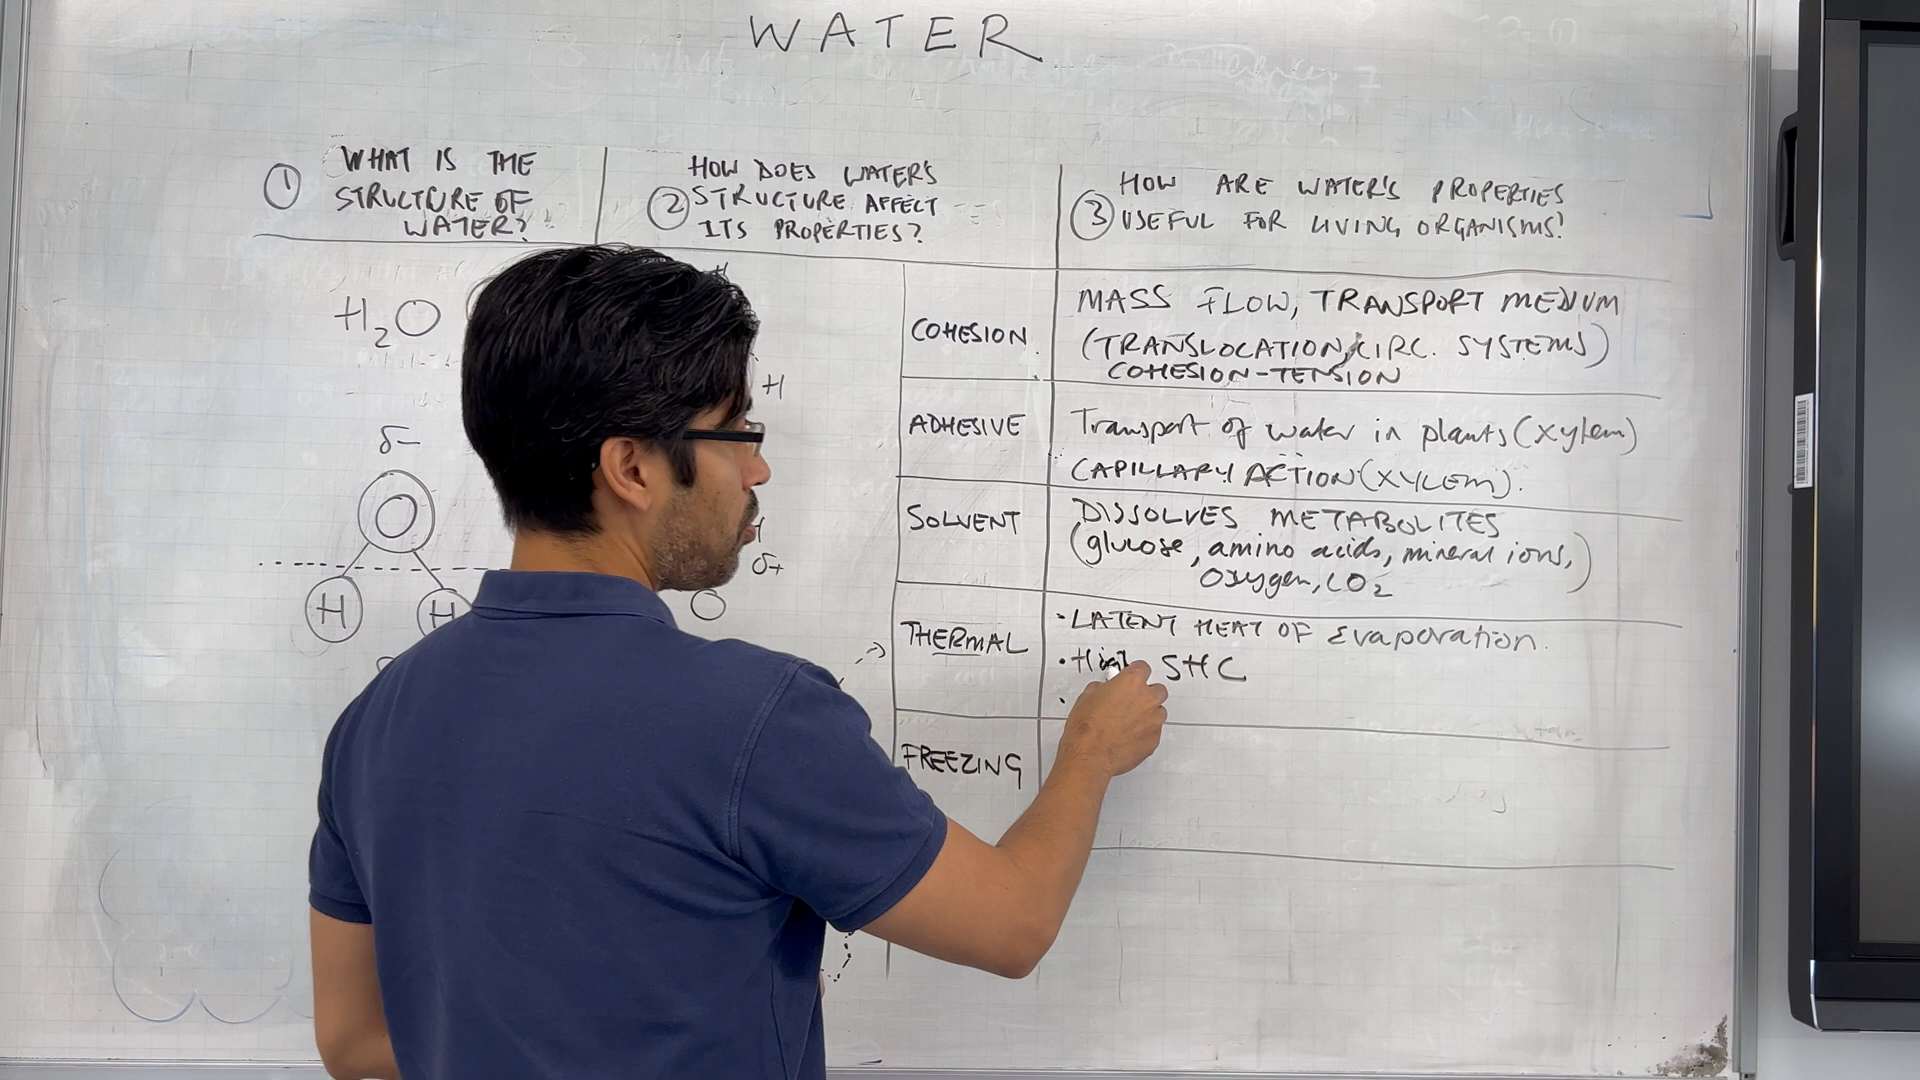 WATER
① WHAT IS THE
STRUCTURE OF
WATER?
② HOW DOES WATER'S
STRUCTURE AFFECT
ITS PROPERTIES?
③ HOW ARE WATER'S PROPERTIES
USEFUL FOR LIVING ORGANISMS?
H₂O
δ-
O
H
H
H
δ+
O
COHESION
MASS FLOW, TRANSPORT MEDIUM
(TRANSLOCATION, CIRC. SYSTEMS)
COHESION-TENSION
ADHESIVE
Transport of water in plants (xylem)
CAPILLARY ACTION (XYLEM).
SOLVENT
DISSOLVES METABOLITES
(glucose, amino acids, mineral ions,
oxygen, CO₂)
THERMAL
• LATENT HEAT OF Evaporation.
• High SHC
•
FREEZING